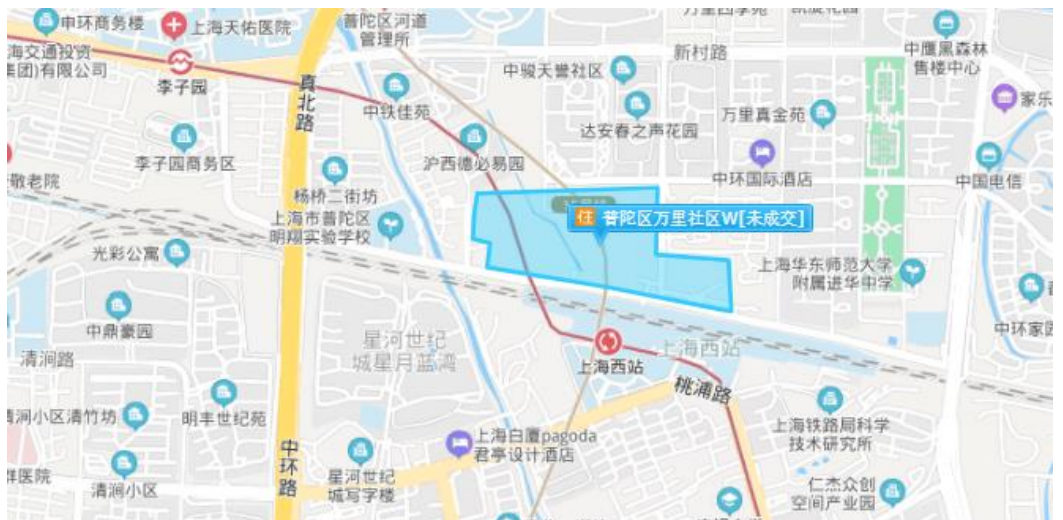 申环商务楼
上海天佑医院
普陀区河道
管理所
新村路
中鹰黑森林
售楼中心
海交通投资
集团)有限公司
李子园
真北路
中铁佳苑
中骏天誉社区
达安春之声花园
万里真金苑
家乐
李子园商务区
沪西德必易园
中环国际酒店
中国电信
敬老院
杨桥二街坊
上海市普陀区
明翔实验学校
住 普陀区万里社区W[未成交]
光彩公寓
上海华东师范大学
附属进华中学
中鼎豪园
星河世纪
城星月蓝湾
上海西站
上海西站
中环家园
清涧路
桃浦路
明丰世纪苑
清涧小区清竹坊
上海白厦pagoda
君亭设计酒店
上海铁路局科学
技术研究所
群医院
清涧小区
中环路
星河世纪
城写字楼
仁杰众创
空间产业园